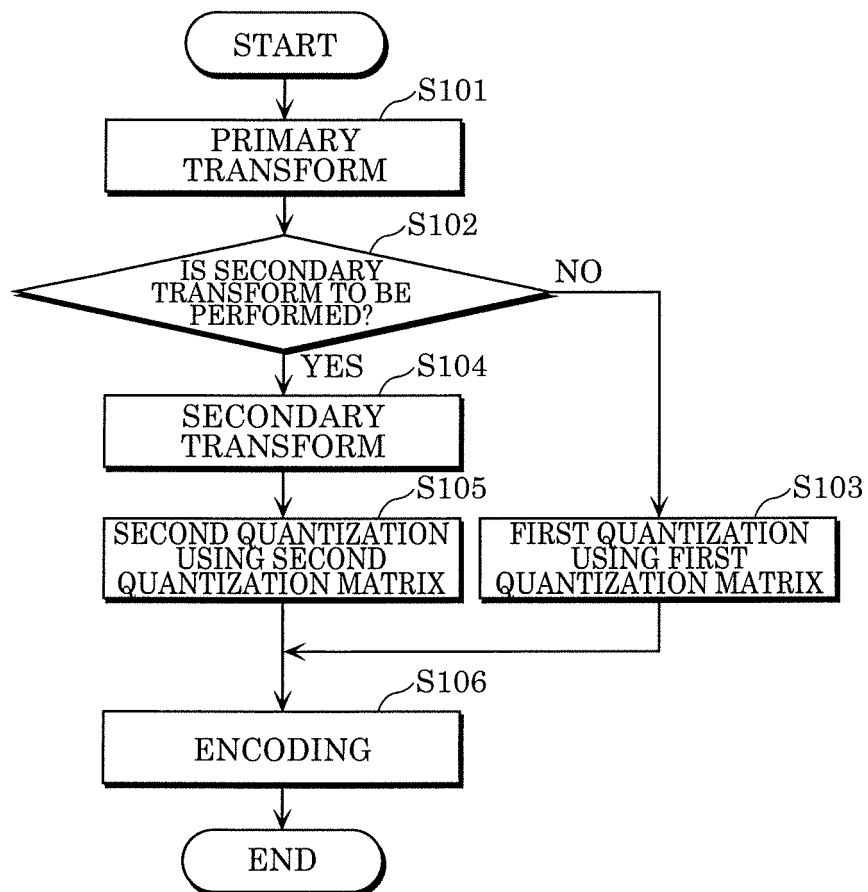 START
S101
PRIMARY
TRANSFORM
S102
IS SECONDARY
TRANSFORM TO BE
PERFORMED?
NO
YES
S104
SECONDARY
TRANSFORM
S105
SECOND QUANTIZATION
USING SECOND
QUANTIZATION MATRIX
S103
FIRST QUANTIZATION
USING FIRST
QUANTIZATION MATRIX
S106
ENCODING
END